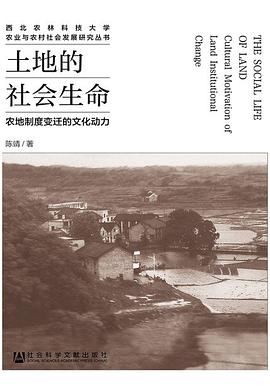 西北农林科技大学
农业与农村社会发展研究丛书
土地的
社会生命
农地制度变迁的文化动力
陈靖/著
THE SOCIAL LIFE
OF LAND
Cultural Motivation of
Land Institutional
Change
社会科学文献出版社